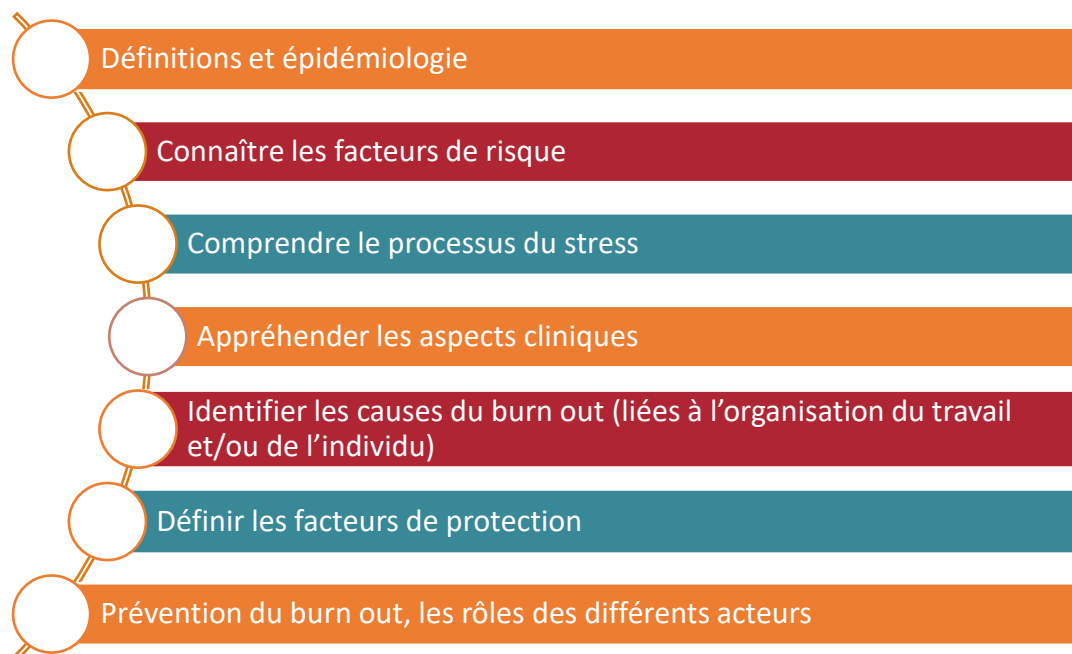 Définitions et épidémiologie
Connaître les facteurs de risque
Comprendre le processus du stress
Appréhender les aspects cliniques
Identifier les causes du burn out (liées à l’organisation du travail
et/ou de l’individu)
Définir les facteurs de protection
Prévention du burn out, les rôles des différents acteurs